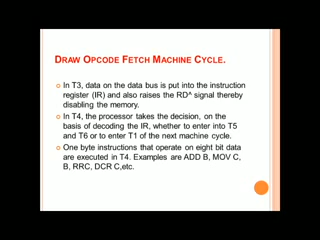 DRAW OPCODE FETCH MACHINE CYCLE.
In T3, data on the data bus is put into the instruction
register (IR) and also raises the RD^ signal thereby
disabling the memory.
In T4, the processor takes the decision, on the
basis of decoding the IR, whether to enter into T5
and T6 or to enter T1 of the next machine cycle.
One byte instructions that operate on eight bit data
are executed in T4. Examples are ADD B, MOV C,
B, RRC, DCR C,etc.